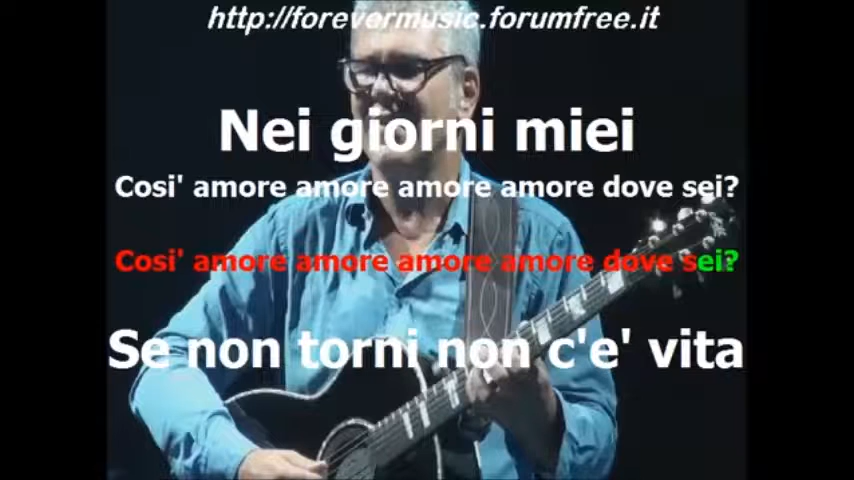 http://forevermusic.forumfree.it
Nei giorni miei
Cosi' amore amore amore amore dove sei?
Cosi' amore amore amore amore dove sei?
Se non torni non c'e' vita